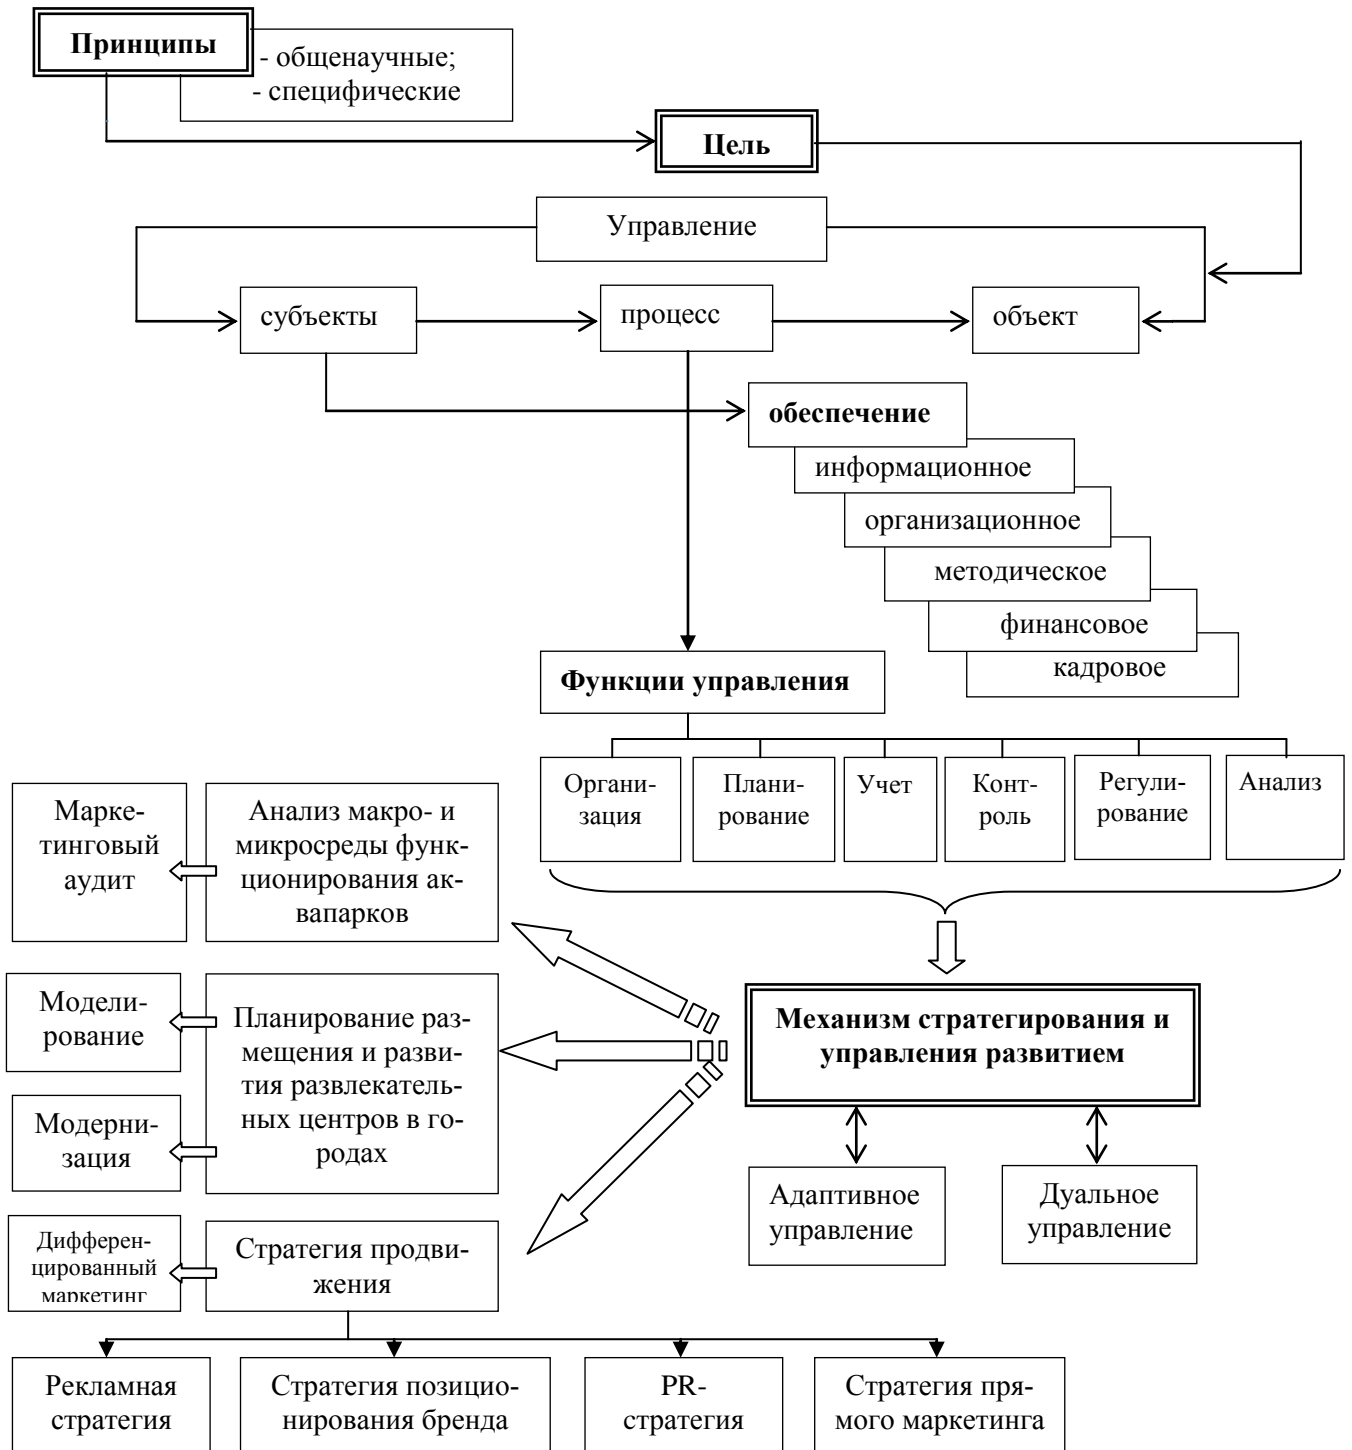 Принципы
- общенаучные;
- специфические
Цель
Управление
субъекты
процесс
объект
обеспечение
информационное
организационное
методическое
финансовое
кадровое
Функции управления
Органи-
зация
Плани-
рование
Учет
Конт-
роль
Регули-
рование
Анализ
Марке-
тинговый
аудит
Анализ макро- и
микросреды функ-
ционирования ак-
вапарков
Модели-
рование
Модерни-
зация
Планирование раз-
мещения и разви-
тия развлекатель-
ных центров в го-
родах
Механизм стратегирования и
управления развитием
Адаптивное
управление
Дуальное
управление
Дифферен-
цированный
маркетинг
Стратегия продви-
жения
Рекламная
стратегия
Стратегия позицио-
нирования бренда
PR-
стратегия
Стратегия пря-
мого маркетинга